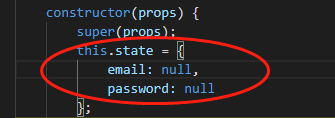 constructor(props) {
super(props);
this.state = {
email: null,
password: null
};